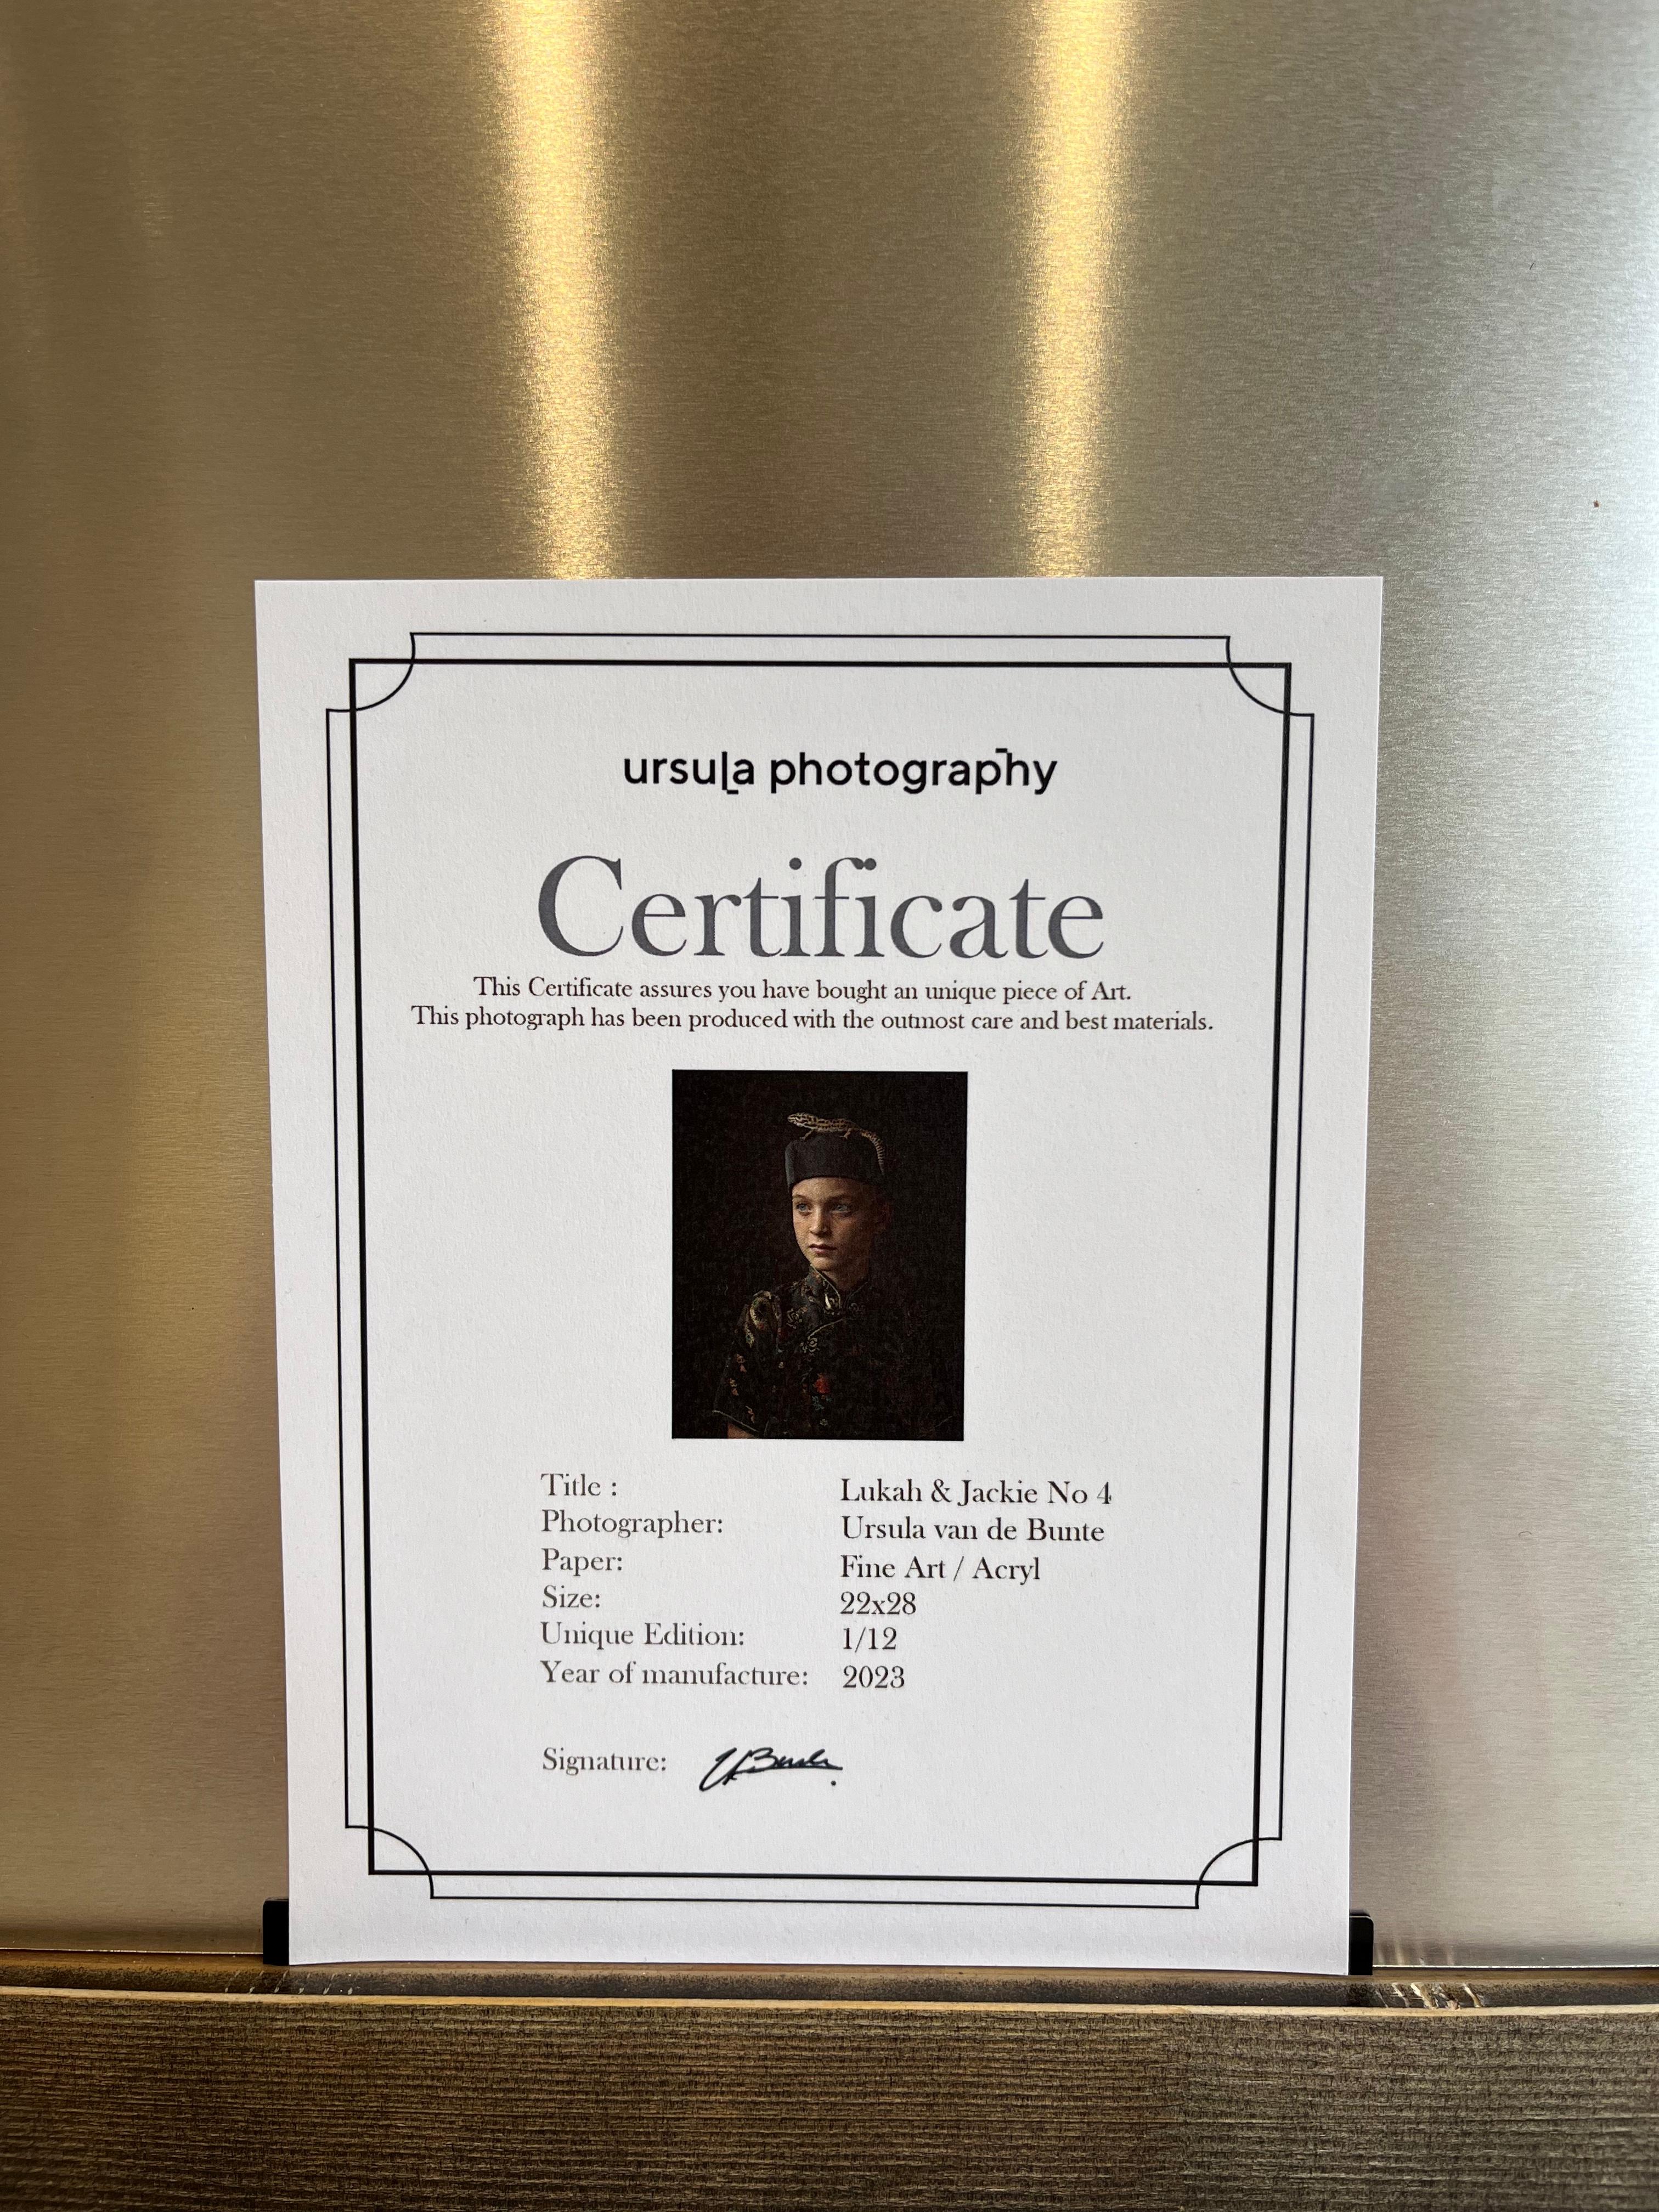 ursula photography
Certificate
This Certificate assures you have bought an unique piece of Art.
This photograph has been produced with the outmost care and best materials.
Title : Lukah & Jackie No 4
Photographer: Ursula van de Bunte
Paper: Fine Art / Acryl
Size: 22x28
Unique Edition: 1/12
Year of manufacture: 2023
Signature: